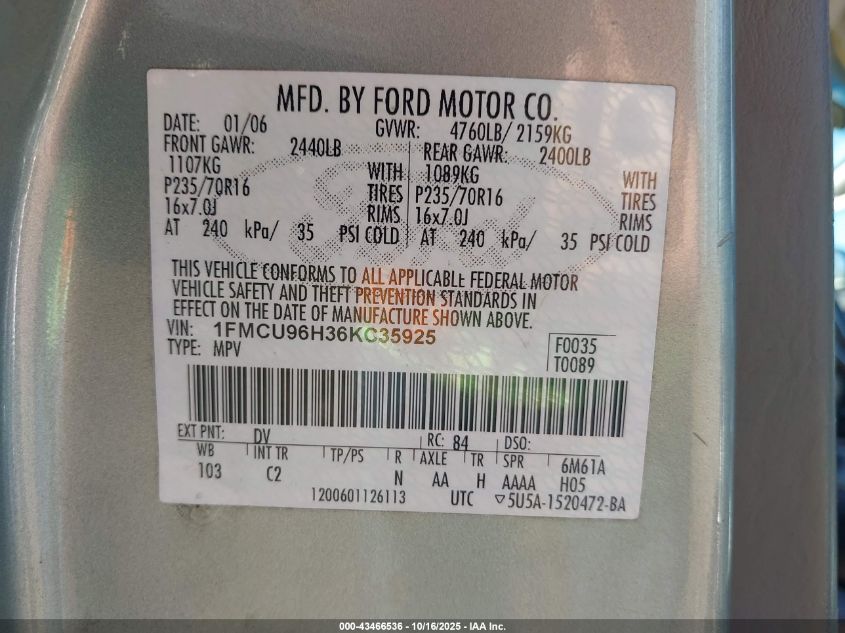 MFD. BY FORD MOTOR CO.
DATE: 01/06 GVWR: 4760LB/ 2159KG
FRONT GAWR: 2440LB REAR GAWR: 2400LB
1107KG WITH 1089KG WITH
P235/70R16 TIRES P235/70R16 TIRES
16x7.0J RIMS 16x7.0J RIMS
AT 240 kPa/ 35 PSI COLD AT 240 kPa/ 35 PSI COLD
THIS VEHICLE CONFORMS TO ALL APPLICABLE FEDERAL MOTOR
VEHICLE SAFETY AND THEFT PREVENTION STANDARDS IN
EFFECT ON THE DATE OF MANUFACTURE SHOWN ABOVE.
VIN: 1FMCU96H36KC35925
TYPE: MPV
F0035
T0089
EXT PNT: DV RC: 84 DSO:
WB INT TR TP/PS R AXLE TR SPR 6M61A
103 C2 N AA H AAAA H05
1200601126113 UTC ▽5U5A-1520472-BA
Ford
000-43466536 - 10/16/2025 - IAA Inc.